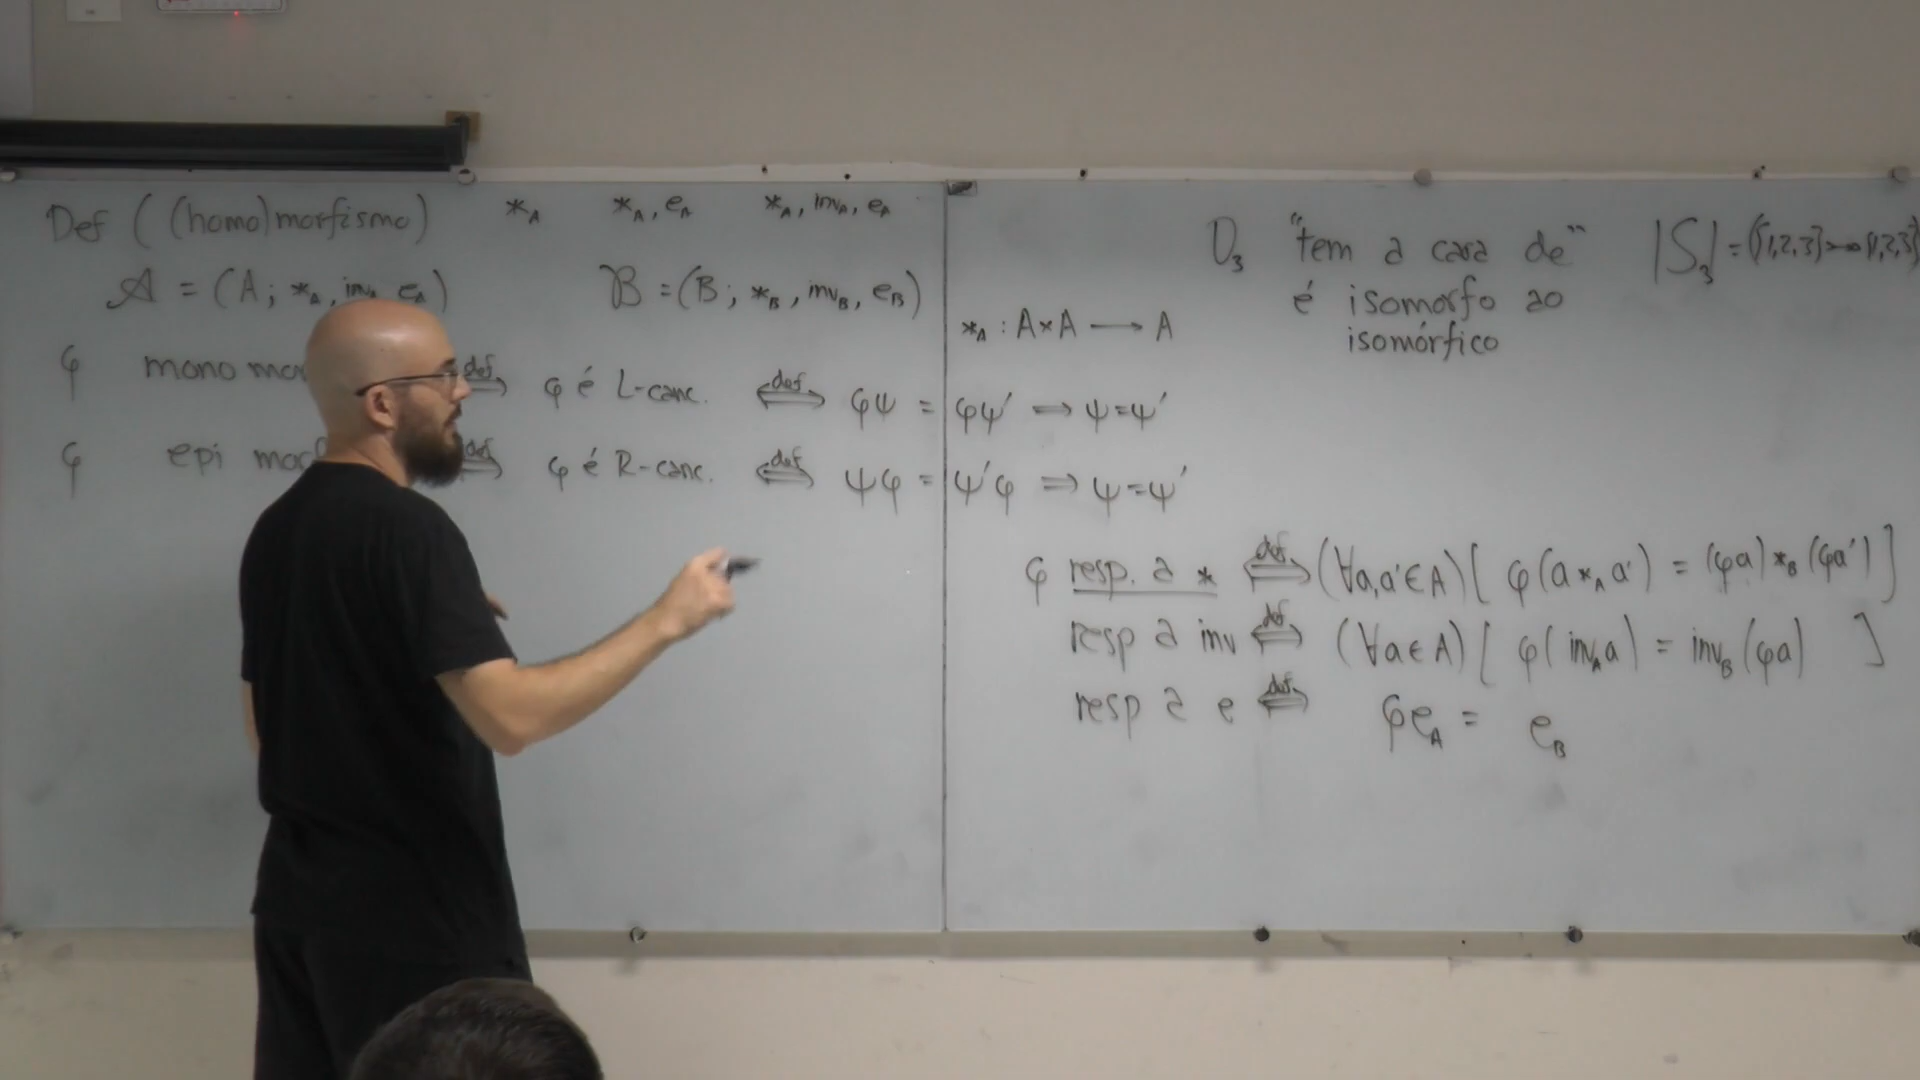 Def ( (homo)morfismo) *A *A, eA *A, invA, eA
𝒜 = (A; *A, invA, eA) ℬ = (B; *B, invB, eB)
φ mono mo ⟺def φ é L-canc. ⟺def φψ = φψ' ⟹ ψ=ψ'
φ epi mor ⟺def φ é R-canc. ⟺def ψφ = ψ'φ ⟹ ψ=ψ'
*A : A×A ⟶ A
D3 "tem a cara de" |S3| = ({1,2,3}↣↠{1,2,3}
é isomorfo ao
isomórfico
φ resp. a * ⟺def (∀a,a'∈A)[ φ(a *A a') = (φa) *B (φa') ]
resp a inv ⟺def (∀a∈A)[ φ(invA a) = invB (φa) ]
resp a e ⟺def φeA = eB